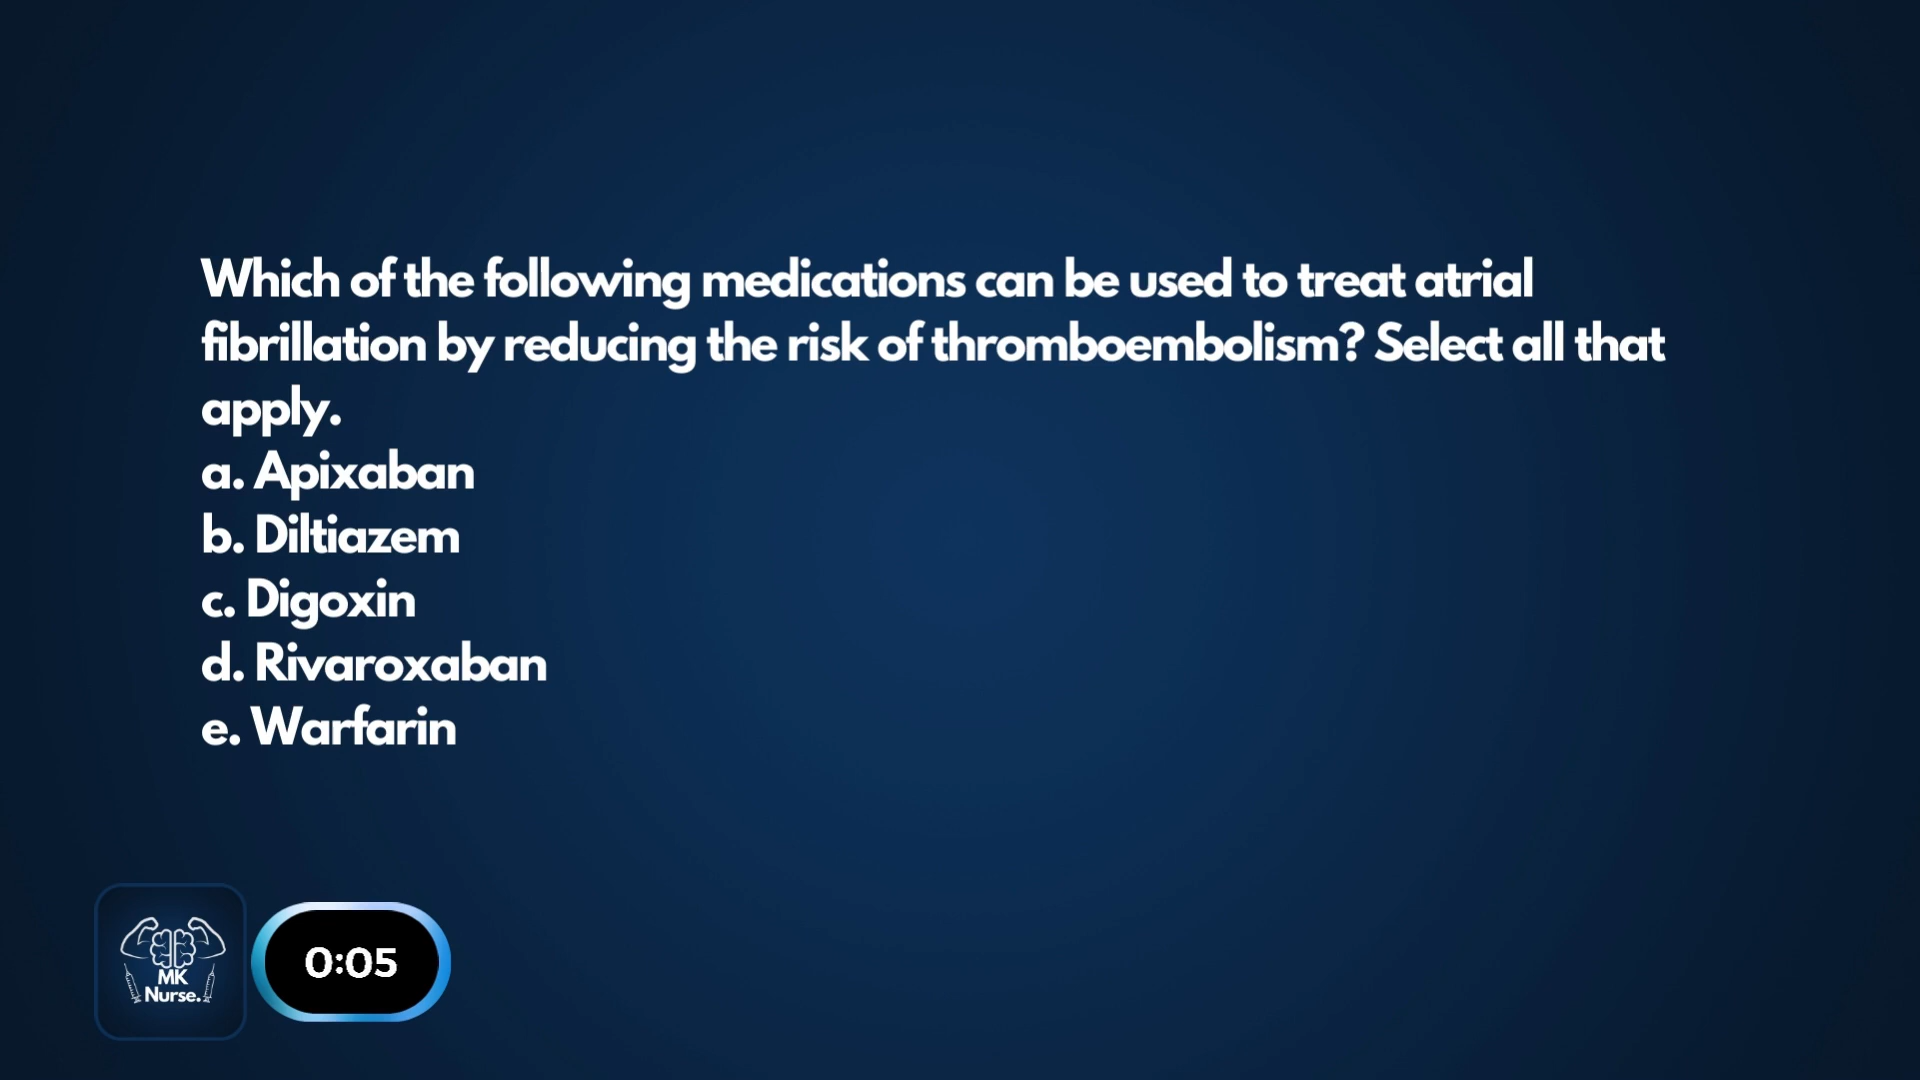 Which of the following medications can be used to treat atrial
fibrillation by reducing the risk of thromboembolism? Select all that
apply.
a. Apixaban
b. Diltiazem
c. Digoxin
d. Rivaroxaban
e. Warfarin
MK
Nurse.
0:05